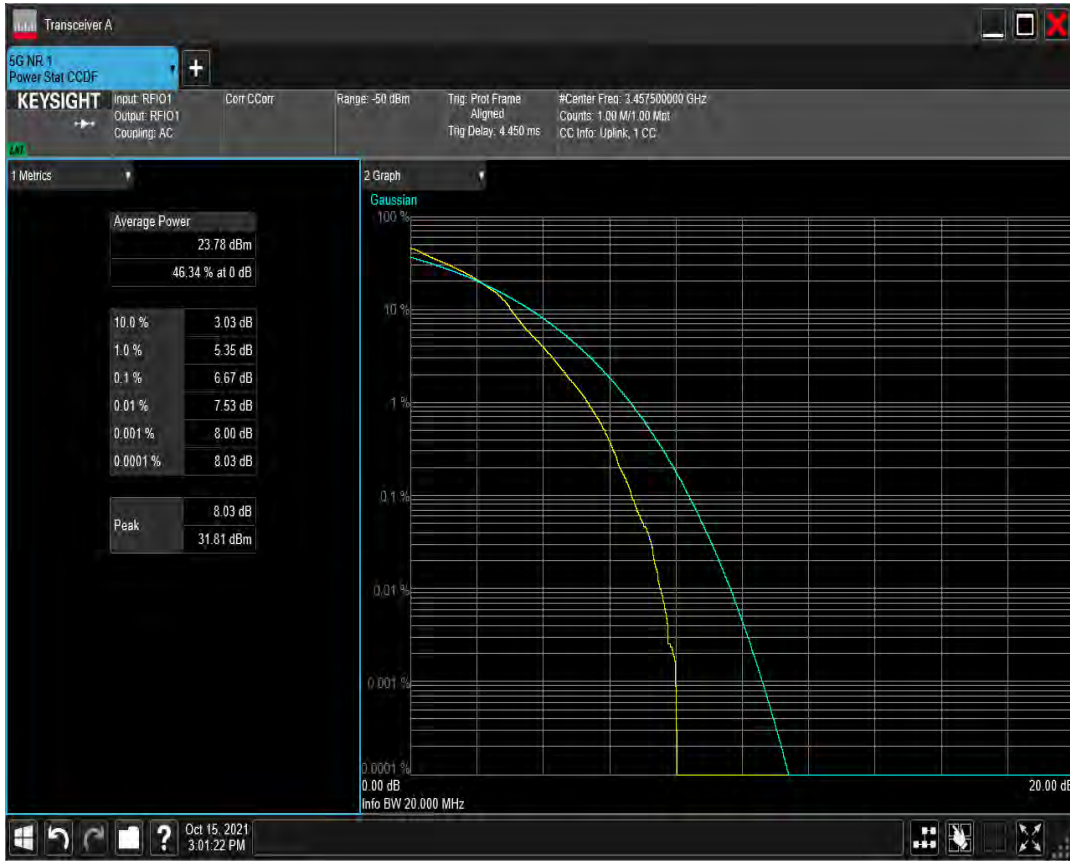 Transceiver A
5G NR 1
Power Stat CCDF
+
KEYSIGHT
Input: RFIO1
Output: RFIO1
Coupling: AC
Corr CCorr
Range: -50 dBm
Trig: Prot Frame
Aligned
Trig Delay: 4.450 ms
#Center Freq: 3.457500000 GHz
Counts: 1.00 M/1.00 Mpt
CC Info: Uplink, 1 CC
LNT
1 Metrics
Average Power
23.78 dBm
46.34 % at 0 dB
10.0 % 3.03 dB
1.0 % 5.35 dB
0.1 % 6.67 dB
0.01 % 7.53 dB
0.001 % 8.00 dB
0.0001 % 8.03 dB
Peak
8.03 dB
31.81 dBm
2 Graph
Gaussian
100 %
10 %
1 %
0.1 %
0.01 %
0.001 %
0.0001 %
0.00 dB
20.00 dB
Info BW 20.000 MHz
?
Oct 15, 2021
3:01:22 PM